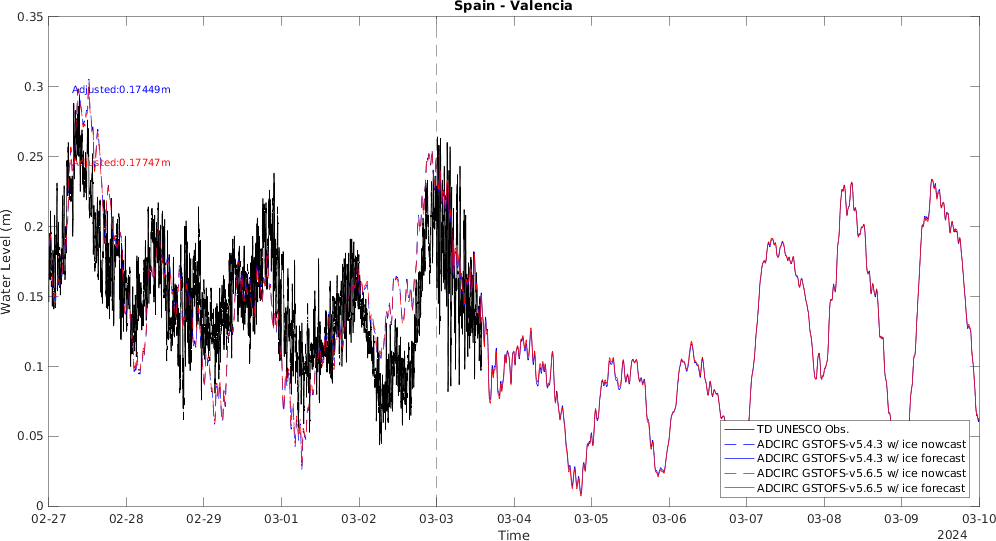 Spain - Valencia
0.35
0.3
0.25
0.2
0.15
0.1
0.05
0
Water Level (m)
Adjusted:0.17449m
Adjusted:0.17747m
TD UNESCO Obs.
ADCIRC GSTOFS-v5.4.3 w/ ice nowcast
ADCIRC GSTOFS-v5.4.3 w/ ice forecast
ADCIRC GSTOFS-v5.6.5 w/ ice nowcast
ADCIRC GSTOFS-v5.6.5 w/ ice forecast
02-27 02-28 02-29 03-01 03-02 03-03 03-04 03-05 03-06 03-07 03-08 03-09 03-10
Time
2024